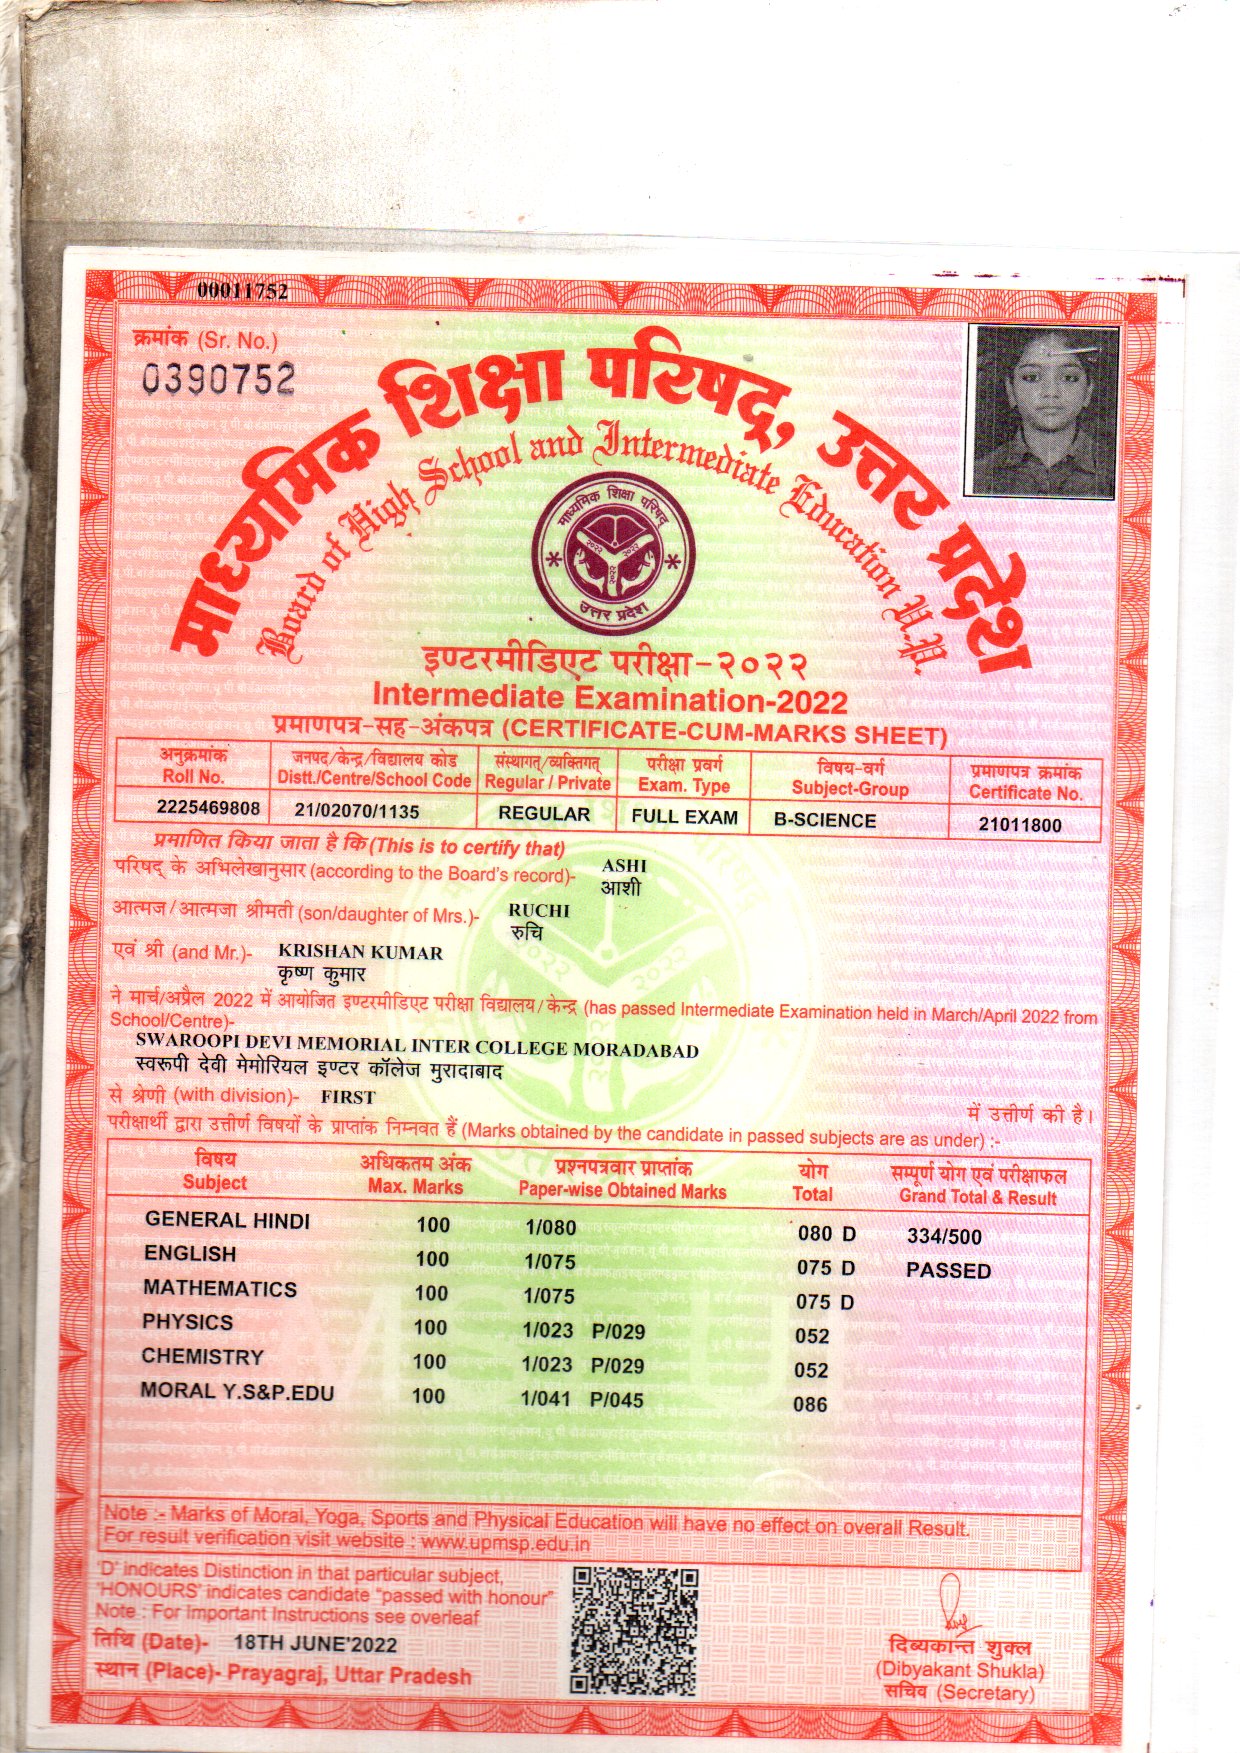 00011752
क्रमांक (Sr. No.)
0390752
माध्यमिक शिक्षा परिषद्, उत्तर प्रदेश
Board of High School and Intermediate Education U.P.
माध्यमिक शिक्षा परिषद्
२०२२ २०२२
२०२२
उत्तर प्रदेश
इण्टरमीडिएट परीक्षा-२०२२
Intermediate Examination-2022
प्रमाणपत्र-सह-अंकपत्र (CERTIFICATE-CUM-MARKS SHEET)
अनुक्रमांक जनपद/केन्द्र/विद्यालय कोड संस्थागत/व्यक्तिगत् परीक्षा प्रवर्ग विषय-वर्ग प्रमाणपत्र क्रमांक
Roll No. Distt./Centre/School Code Regular / Private Exam. Type Subject-Group Certificate No.
2225469808 21/02070/1135 REGULAR FULL EXAM B-SCIENCE 21011800
प्रमाणित किया जाता है कि (This is to certify that)
परिषद् के अभिलेखानुसार (according to the Board's record)- ASHI
आशी
आत्मज/आत्मजा श्रीमती (son/daughter of Mrs.)- RUCHI
रुचि
एवं श्री (and Mr.)- KRISHAN KUMAR
कृष्ण कुमार
ने मार्च/अप्रैल 2022 में आयोजित इण्टरमीडिएट परीक्षा विद्यालय/केन्द्र (has passed Intermediate Examination held in March/April 2022 from
School/Centre)-
SWAROOPI DEVI MEMORIAL INTER COLLEGE MORADABAD
स्वरूपी देवी मेमोरियल इण्टर कॉलेज मुरादाबाद
से श्रेणी (with division)- FIRST में उत्तीर्ण की है।
परीक्षार्थी द्वारा उत्तीर्ण विषयों के प्राप्तांक निम्नवत हैं (Marks obtained by the candidate in passed subjects are as under) :-
विषय अधिकतम अंक प्रश्नपत्रवार प्राप्तांक योग सम्पूर्ण योग एवं परीक्षाफल
Subject Max. Marks Paper-wise Obtained Marks Total Grand Total & Result
GENERAL HINDI 100 1/080 080 D 334/500
ENGLISH 100 1/075 075 D PASSED
MATHEMATICS 100 1/075 075 D
PHYSICS 100 1/023 P/029 052
CHEMISTRY 100 1/023 P/029 052
MORAL Y.S&P.EDU 100 1/041 P/045 086
Note :- Marks of Moral, Yoga, Sports and Physical Education will have no effect on overall Result.
For result verification visit website : www.upmsp.edu.in
'D' indicates Distinction in that particular subject,
'HONOURS' indicates candidate "passed with honour"
Note : For Important Instructions see overleaf
तिथि (Date)- 18TH JUNE'2022
स्थान (Place)- Prayagraj, Uttar Pradesh
दिब्यकान्त शुक्ल
(Dibyakant Shukla)
सचिव (Secretary)